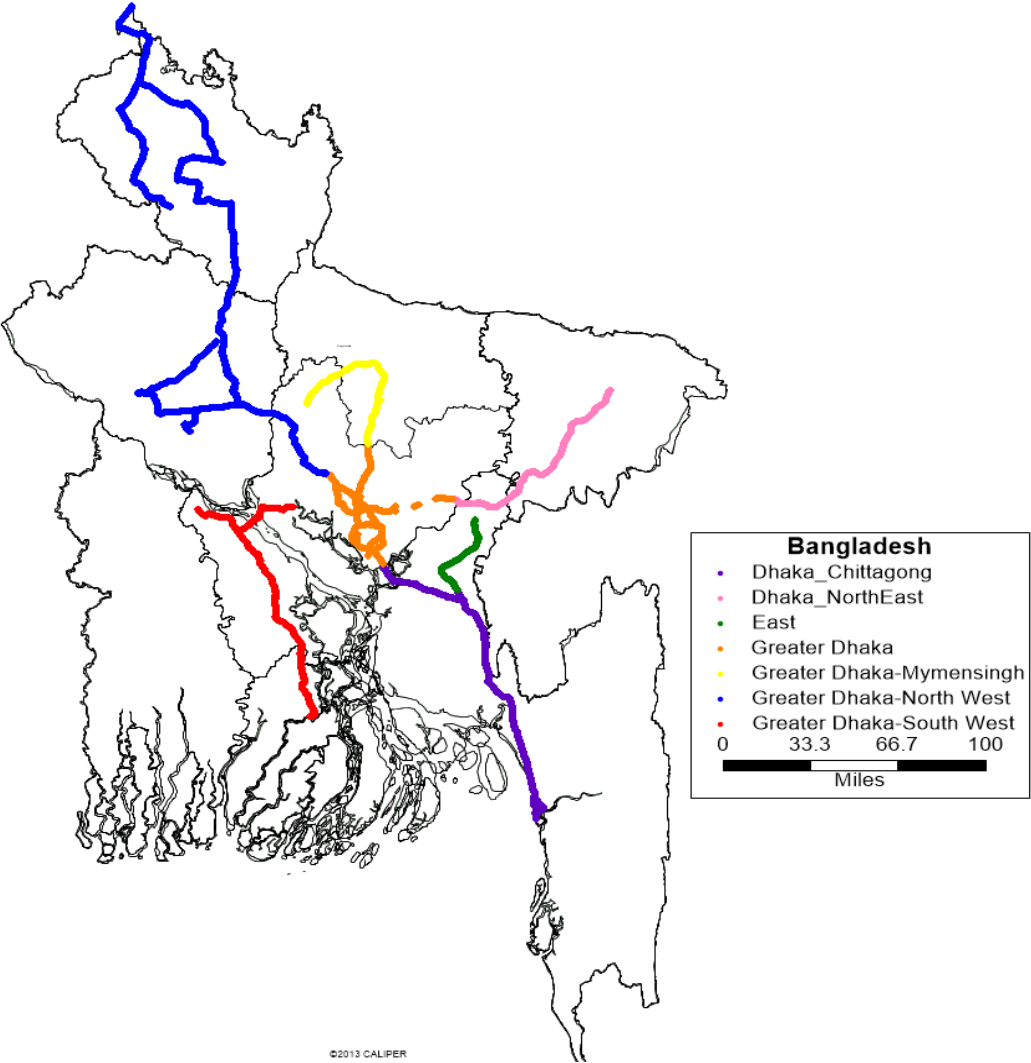 Bangladesh
Dhaka_Chittagong
Dhaka_NorthEast
East
Greater Dhaka
Greater Dhaka-Mymensingh
Greater Dhaka-North West
Greater Dhaka-South West
0 33.3 66.7 100
Miles
©2013 CALIPER